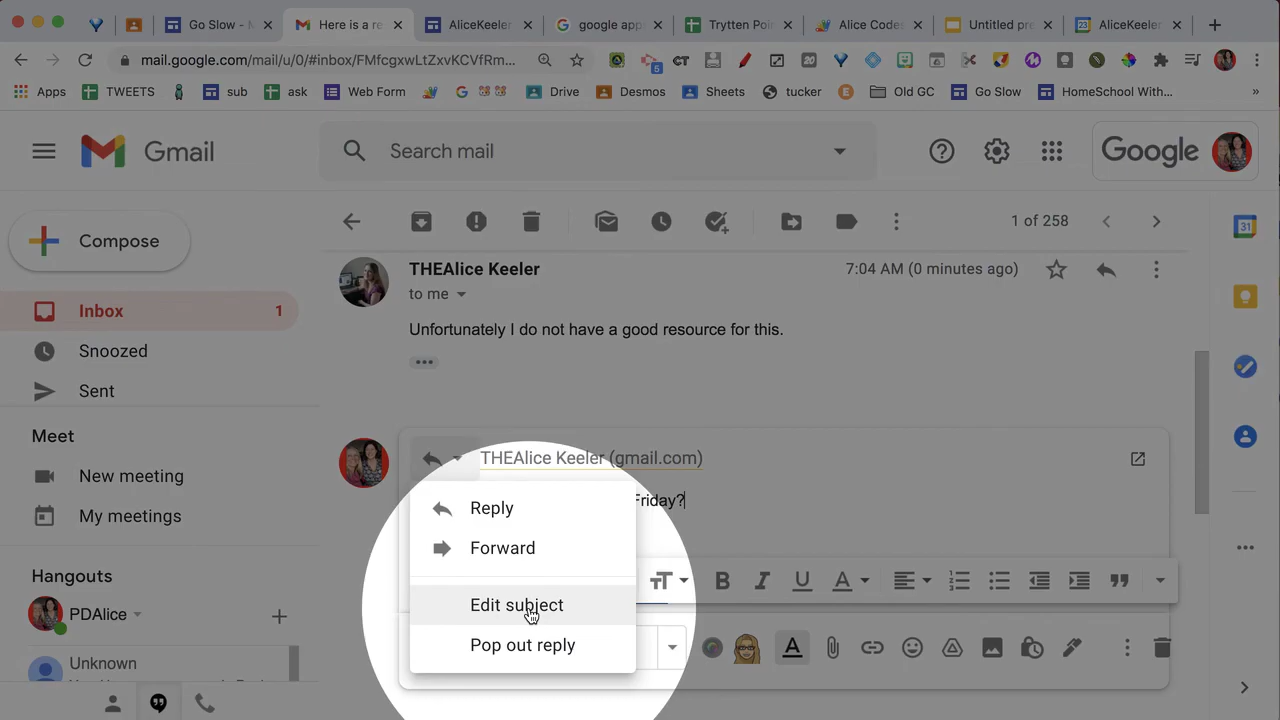 Go Slow - M
Here is a re
AliceKeeler
google apps
Trytten Poi
Alice Codes
Untitled pre
AliceKeeler
mail.google.com/mail/u/0/#inbox/FMfcgxwLtZxvKCVfRm...
Apps
TWEETS
sub
ask
Web Form
Drive
Desmos
Sheets
tucker
Old GC
Go Slow
HomeSchool With...
»
Gmail
Search mail
Google
Compose
1 of 258
THEAlice Keeler
7:04 AM (0 minutes ago)
to me
Unfortunately I do not have a good resource for this.
Inbox 1
Snoozed
Sent
Meet
New meeting
My meetings
Hangouts
PDAlice
Unknown
THEAlice Keeler (gmail.com)
Friday?
Reply
Forward
Edit subject
Pop out reply